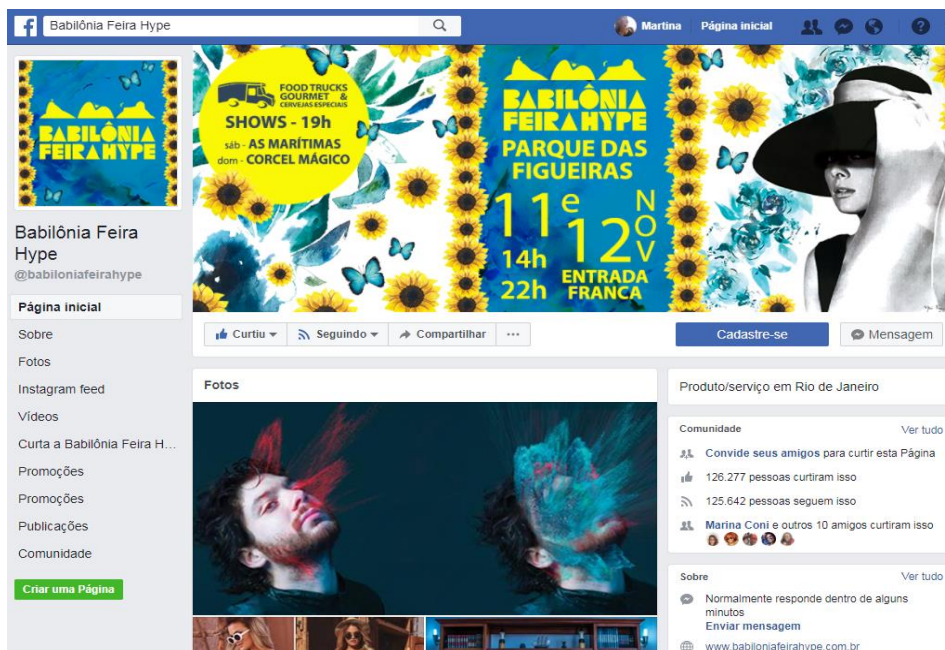 Babilônia Feira Hype
Martina
Página inicial
BABILÔNIA
FEIRA HYPE
FOOD TRUCKS
GOURMET &
CERVEJAS ESPECIAIS
SHOWS - 19h
sáb - AS MARÍTIMAS
dom - CORCEL MÁGICO
BABILÔNIA
FEIRA HYPE
PARQUE DAS
FIGUEIRAS
11 e 12 NOV
14h
22h
ENTRADA
FRANCA
Babilônia Feira
Hype
@babiloniafeirahype
Página inicial
Sobre
Fotos
Instagram feed
Vídeos
Curta a Babilônia Feira H...
Promoções
Promoções
Publicações
Comunidade
Criar uma Página
Curtiu
Seguindo
Compartilhar
...
Cadastre-se
Mensagem
Fotos
Produto/serviço em Rio de Janeiro
Comunidade
Ver tudo
Convide seus amigos para curtir esta Página
126.277 pessoas curtiram isso
125.642 pessoas seguem isso
Marina Coni e outros 10 amigos curtiram isso
Sobre
Ver tudo
Normalmente responde dentro de alguns
minutos
Enviar mensagem
www.babiloniafeirahype.com.br